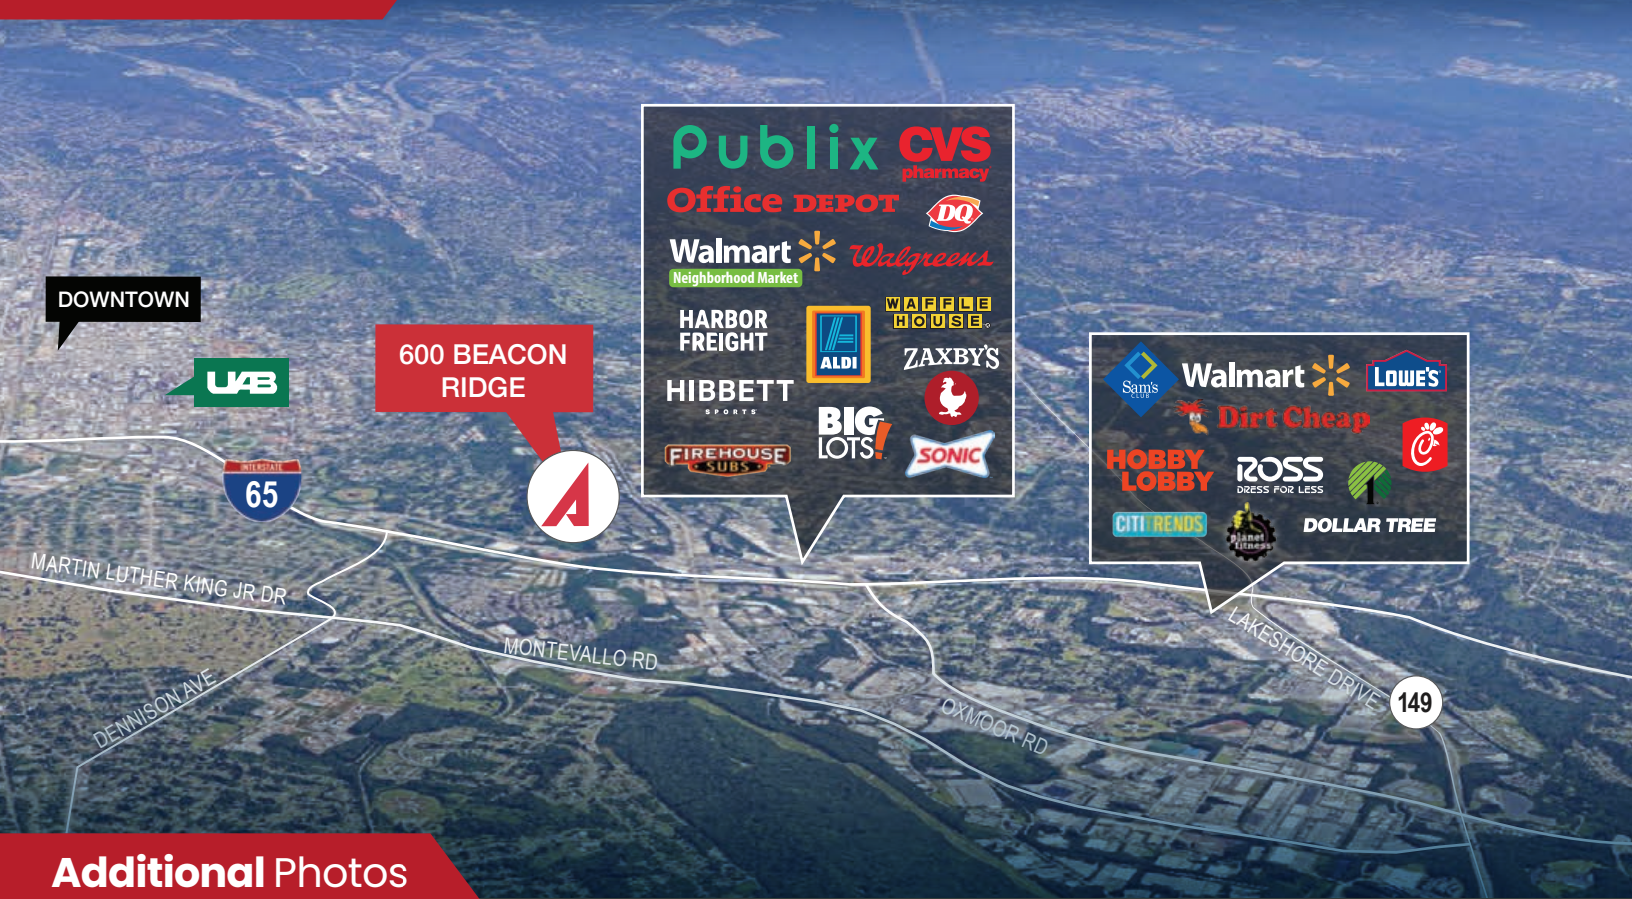 DOWNTOWN
UAB
600 BEACON
RIDGE
INTERSTATE
65
Publix
CVS
pharmacy
Office DEPOT
DQ
Walmart
Neighborhood Market
Walgreens
HARBOR
FREIGHT
ALDI
WAFFLE
HOUSE
ZAXBY'S
HIBBETT
SPORTS
BIG
LOTS!
FIREHOUSE
SUBS
SONIC
Sam's
CLUB
Walmart
LOWE'S
Dirt Cheap
HOBBY
LOBBY
ROSS
DRESS FOR LESS
CITI TRENDS
planet
fitness
DOLLAR TREE
MARTIN LUTHER KING JR DR
MONTEVALLO RD
DENNISON AVE
OXMOOR RD
LAKESHORE DRIVE
149
Additional Photos